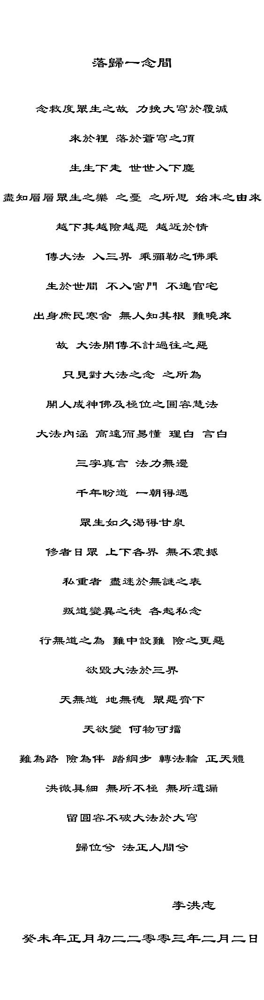 落歸一念間
念救度眾生之故 力挽大穹於覆滅
來於裡 落於蒼穹之頂
生生下走 世世入下塵
盡知層層眾生之樂 之憂 之所思 始末之由來
越下其越險越惡 越近於情
傳大法 入三界 乘彌勒之佛乘
生於世間 不入宮門 不進官宅
出身庶民寒舍 無人知其根 難曉來
故 大法開傳不計過往之惡
只見對大法之念 之所為
開人成神佛及極位之圓容慧法
大法內涵 高遠而易懂 理白 言白
三字真言 法力無邊
千年盼道 一朝得遇
眾生如久渴得甘泉
修者日眾 上下各界 無不震撼
私重者 盡迷於無謎之表
叛道變異之徒 各起私念
行無道之為 難中設難 險之更惡
欲毀大法於三界
天無道 地無德 眾惡齊下
天欲變 何物可擋
難為路 險為伴 踏綱步 轉法輪 正天體
洪微具細 無所不極 無所遺漏
留圓容不破大法於大穹
歸位兮 法正人間兮
李洪志
癸未年正月初二二零零三年二月二日